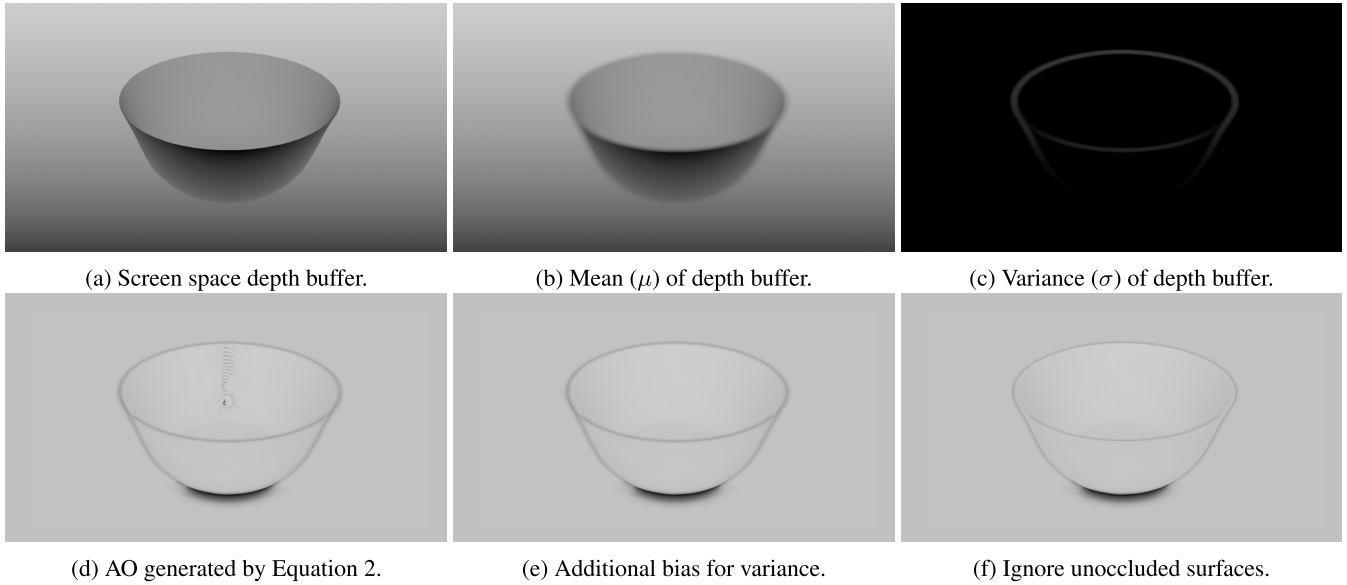 (a) Screen space depth buffer.
(b) Mean (μ) of depth buffer.
(c) Variance (σ) of depth buffer.
(d) AO generated by Equation 2.
(e) Additional bias for variance.
(f) Ignore unoccluded surfaces.